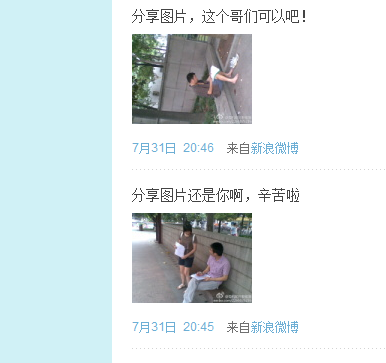 分享图片，这个哥们可以吧！
7月31日 20:46 来自新浪微博
分享图片还是你啊，辛苦啦
7月31日 20:45 来自新浪微博